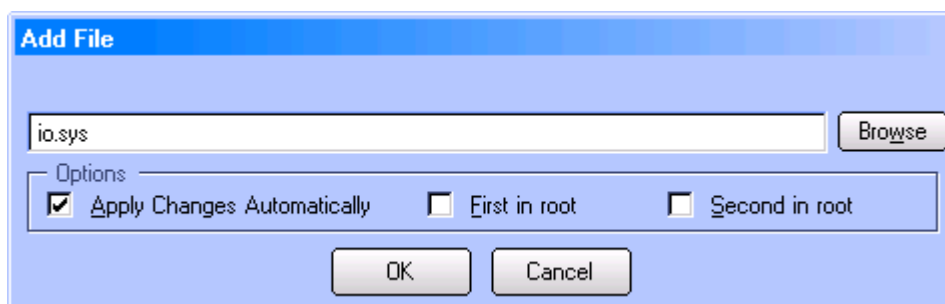 Add File
io.sys
Browse
Options
Apply Changes Automatically First in root Second in root
OK Cancel